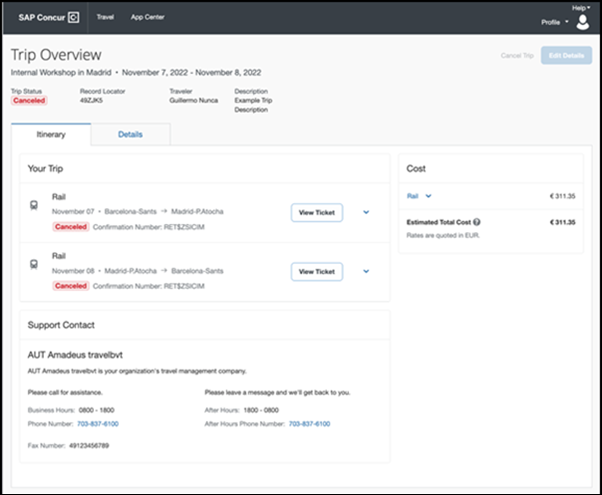 SAP Concur C
Travel
App Center
Help
Profile
Trip Overview
Internal Workshop in Madrid • November 7, 2022 - November 8, 2022
Cancel Trip
Edit Details
Trip Status
Canceled
Record Locator
49ZJK5
Traveler
Guillermo Nunca
Description
Example Trip
Description
Itinerary
Details
Your Trip
Rail
November 07 • Barcelona-Sants → Madrid-P.Atocha
Canceled Confirmation Number: RET$ZSICIM
View Ticket
Rail
November 08 • Madrid-P.Atocha → Barcelona-Sants
Canceled Confirmation Number: RET$ZSICIM
View Ticket
Cost
Rail € 311.35
Estimated Total Cost ? € 311.35
Rates are quoted in EUR.
Support Contact
AUT Amadeus travelbvt
AUT Amadeus travelbvt is your organization's travel management company.
Please call for assistance.
Business Hours: 0800 - 1800
Phone Number: 703-837-6100
Fax Number: 49123456789
Please leave a message and we'll get back to you.
After Hours: 1800 - 0800
After Hours Phone Number: 703-837-6100